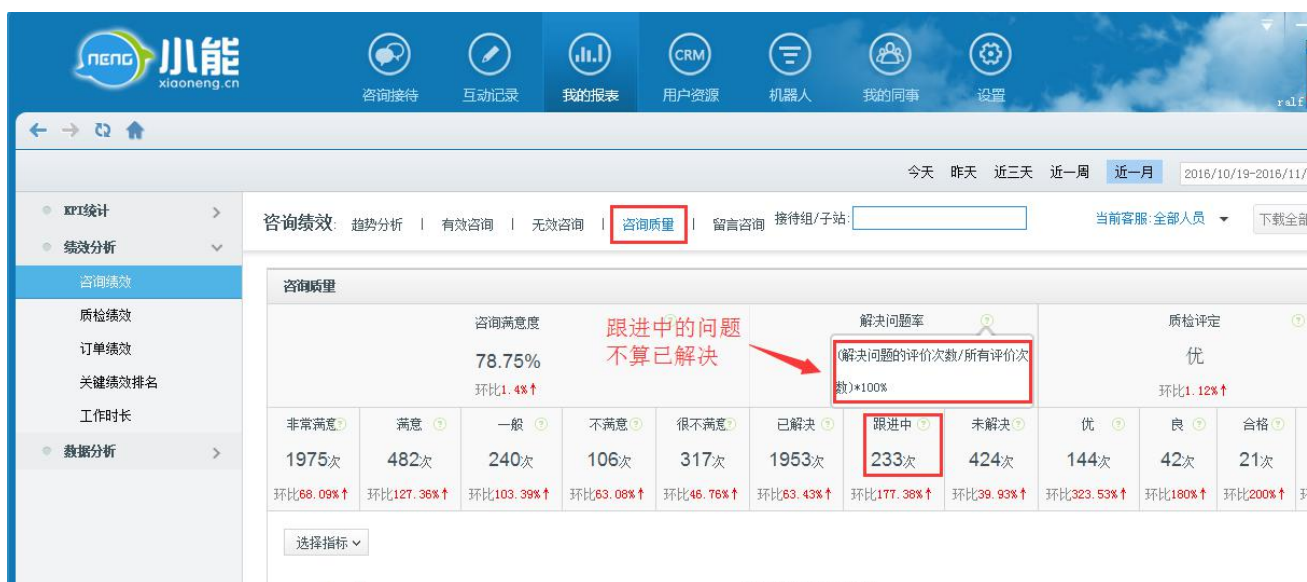 neng 小能
xiaoneng.cn
咨询接待 互动记录 我的报表 CRM 用户资源 机器人 我的同事 设置
ralf
今天 昨天 近三天 近一周 近一月 2016/10/19-2016/11/
KPI统计
绩效分析
咨询绩效
质检绩效
订单绩效
关键绩效排名
工作时长
数据分析
咨询绩效: 趋势分析 | 有效咨询 | 无效咨询 | 咨询质量 | 留言咨询 接待组/子站: 当前客服:全部人员 下载全部
咨询质量
咨询满意度 解决问题率 质检评定
78.75% 优
环比1.4%↑ 环比1.12%↑
跟进中的问题
不算已解决
(解决问题的评价次数/所有评价次
数)*100%
非常满意 满意 一般 不满意 很不满意 已解决 跟进中 未解决 优 良 合格
1975次 482次 240次 106次 317次 1953次 233次 424次 144次 42次 21次
环比68.09%↑ 环比127.36%↑ 环比103.39%↑ 环比63.08%↑ 环比46.76%↑ 环比63.43%↑ 环比177.38%↑ 环比39.93%↑ 环比323.53%↑ 环比180%↑ 环比200%↑
选择指标